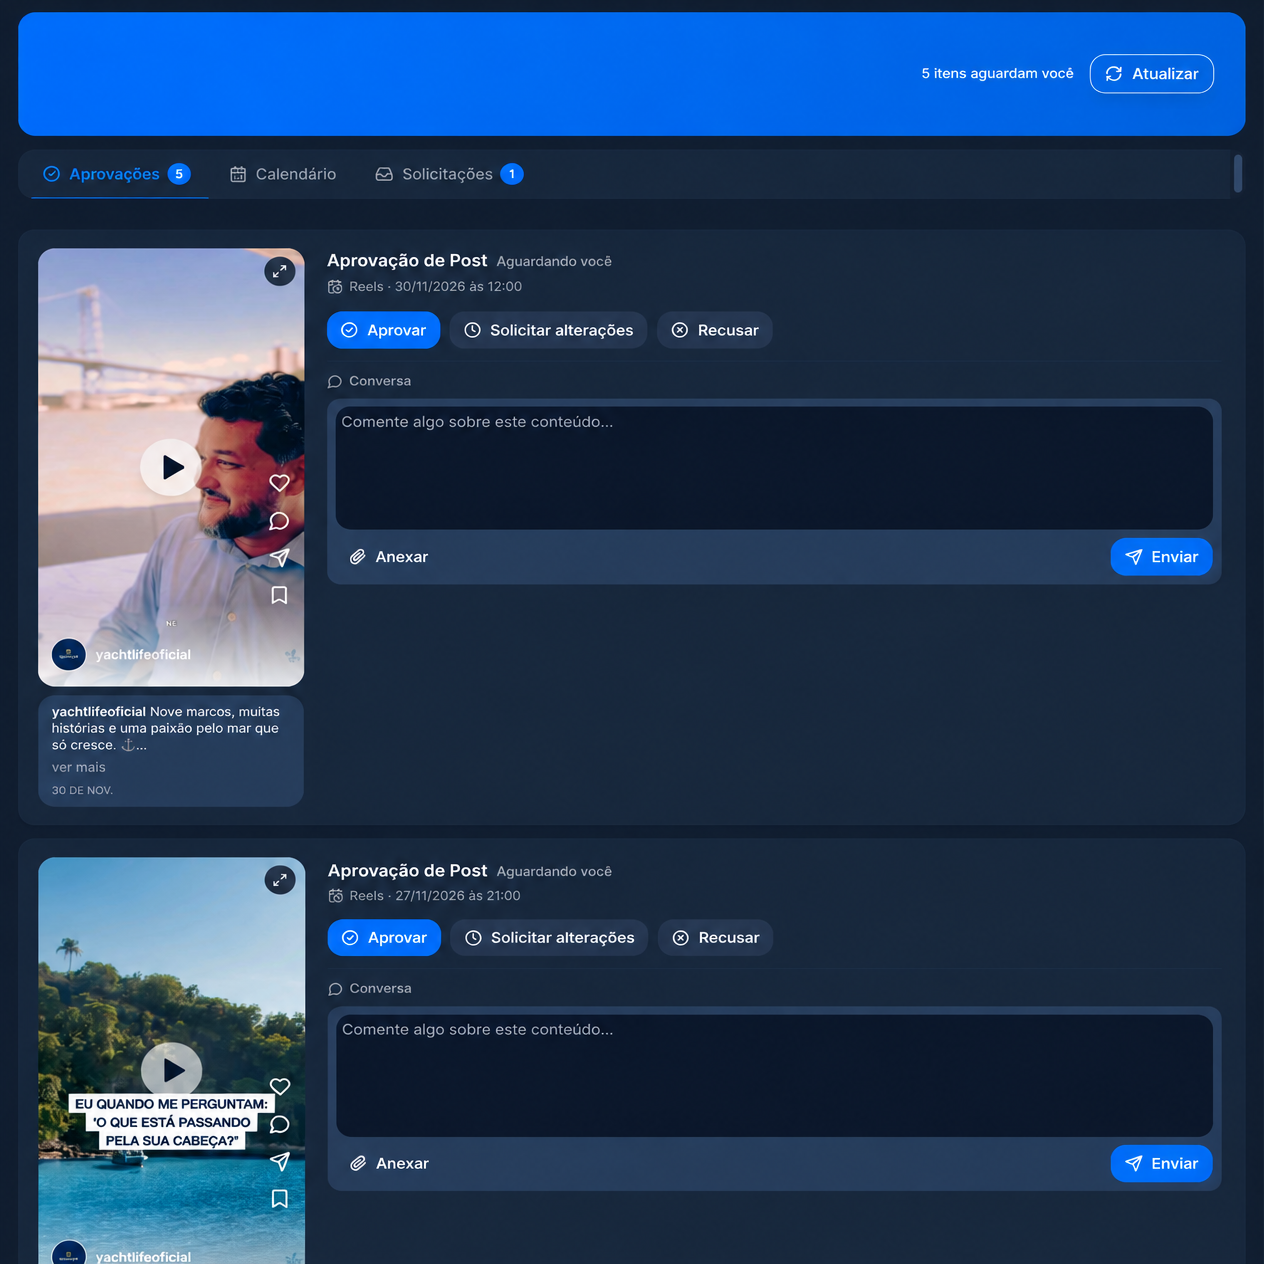 5 itens aguardam você
Atualizar
Aprovações 5
Calendário
Solicitações 1
Aprovação de Post Aguardando você
Reels · 30/11/2026 às 12:00
Aprovar
Solicitar alterações
Recusar
Conversa
Comente algo sobre este conteúdo...
Anexar
Enviar
NE
yachtlifeoficial
yachtlifeoficial Nove marcos, muitas
histórias e uma paixão pelo mar que
só cresce. ⚓...
ver mais
30 DE NOV.
Aprovação de Post Aguardando você
Reels · 27/11/2026 às 21:00
Aprovar
Solicitar alterações
Recusar
Conversa
Comente algo sobre este conteúdo...
Anexar
Enviar
EU QUANDO ME PERGUNTAM:
'O QUE ESTÁ PASSANDO
PELA SUA CABEÇA?"
yachtlifeoficial